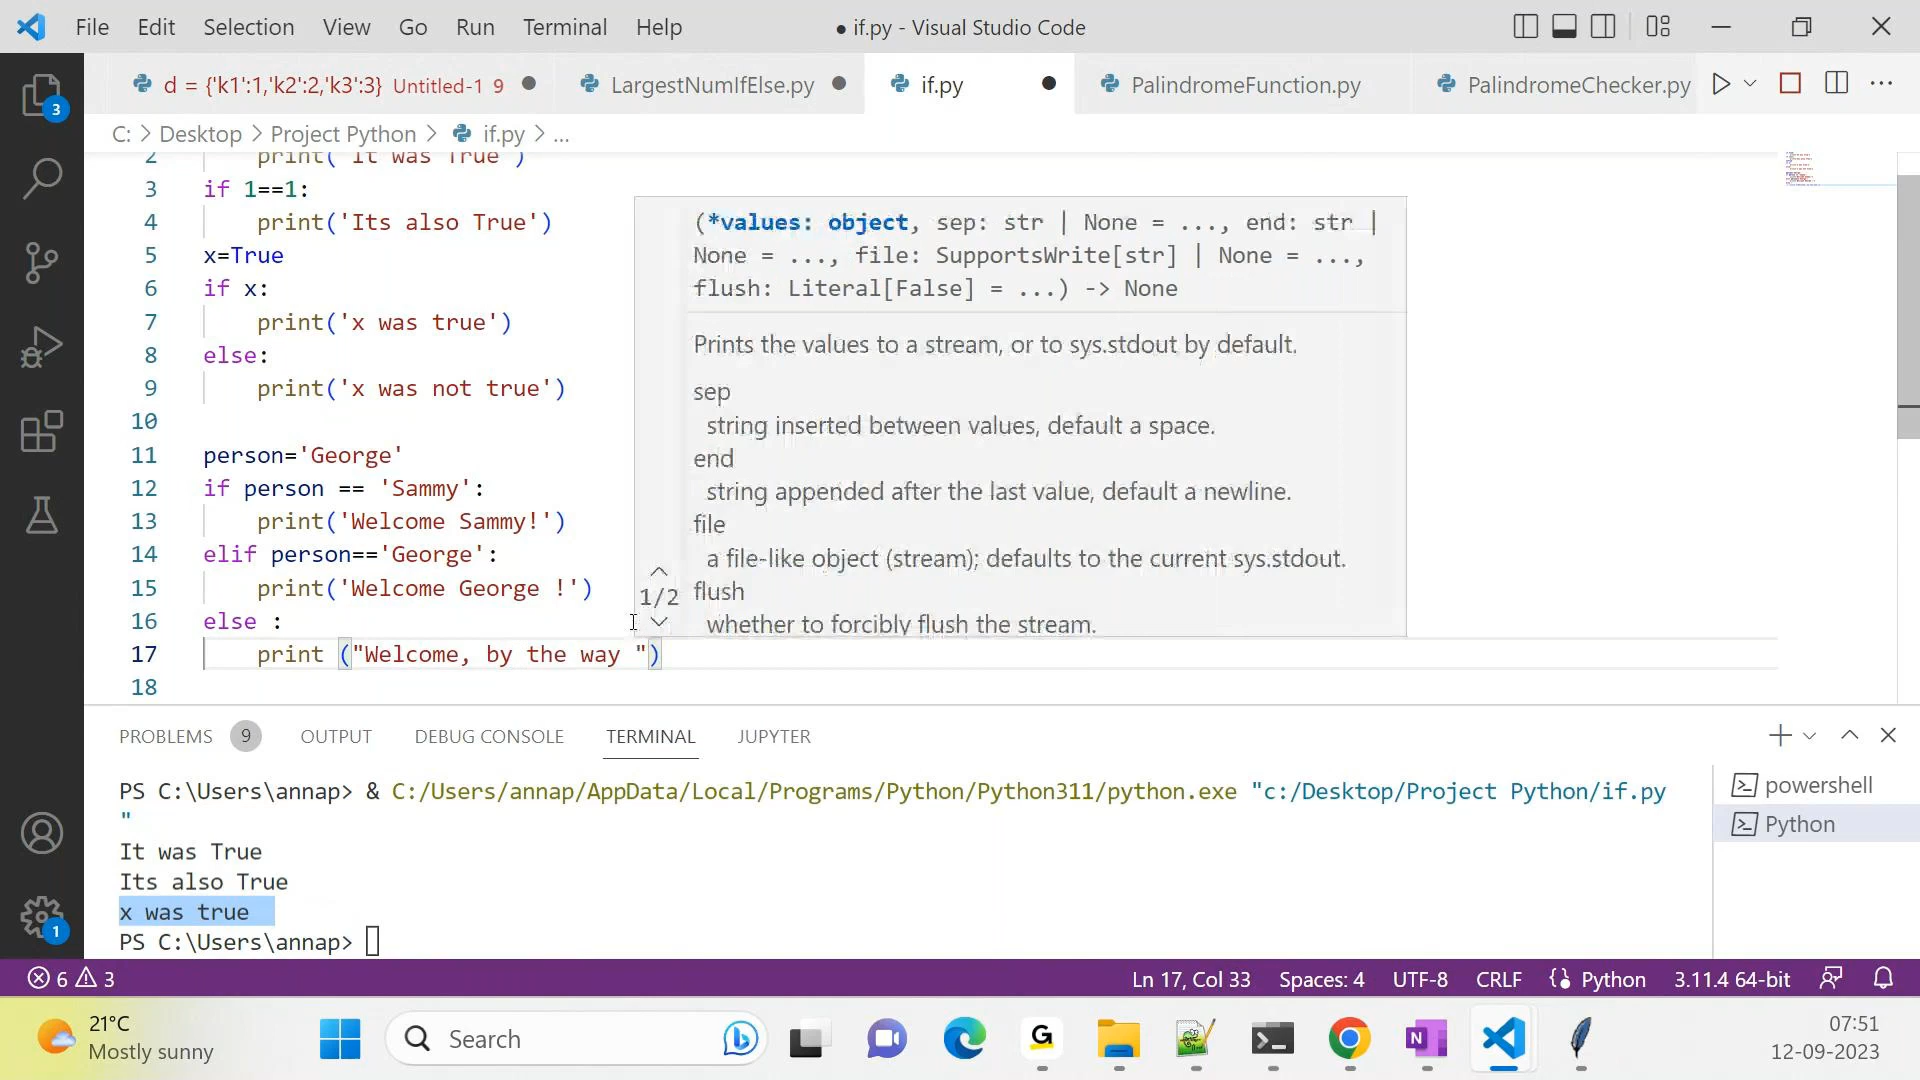 File Edit Selection View Go Run Terminal Help
● if.py - Visual Studio Code
d = {'k1':1,'k2':2,'k3':3} Untitled-1 9
LargestNumIfElse.py
if.py
PalindromeFunction.py
PalindromeChecker.py
C: > Desktop > Project Python > if.py > ...
3
2 print('It was True')
3 if 1==1:
4 print('Its also True')
5 x=True
6 if x:
7 print('x was true')
8 else:
9 print('x was not true')
10
11 person='George'
12 if person == 'Sammy':
13 print('Welcome Sammy!')
14 elif person=='George':
15 print('Welcome George !')
16 else :
17 print ("Welcome, by the way ")
18
(*values: object, sep: str | None = ..., end: str |
None = ..., file: SupportsWrite[str] | None = ...,
flush: Literal[False] = ...) -> None
Prints the values to a stream, or to sys.stdout by default.
sep
string inserted between values, default a space.
end
string appended after the last value, default a newline.
file
a file-like object (stream); defaults to the current sys.stdout.
1/2
flush
whether to forcibly flush the stream.
PROBLEMS 9 OUTPUT DEBUG CONSOLE TERMINAL JUPYTER
PS C:\Users\annap> & C:/Users/annap/AppData/Local/Programs/Python/Python311/python.exe "c:/Desktop/Project Python/if.py
"
It was True
Its also True
x was true
PS C:\Users\annap>
powershell
Python
1
6 3
Ln 17, Col 33 Spaces: 4 UTF-8 CRLF Python 3.11.4 64-bit
21°C
Mostly sunny
Search
G
N
07:51
12-09-2023